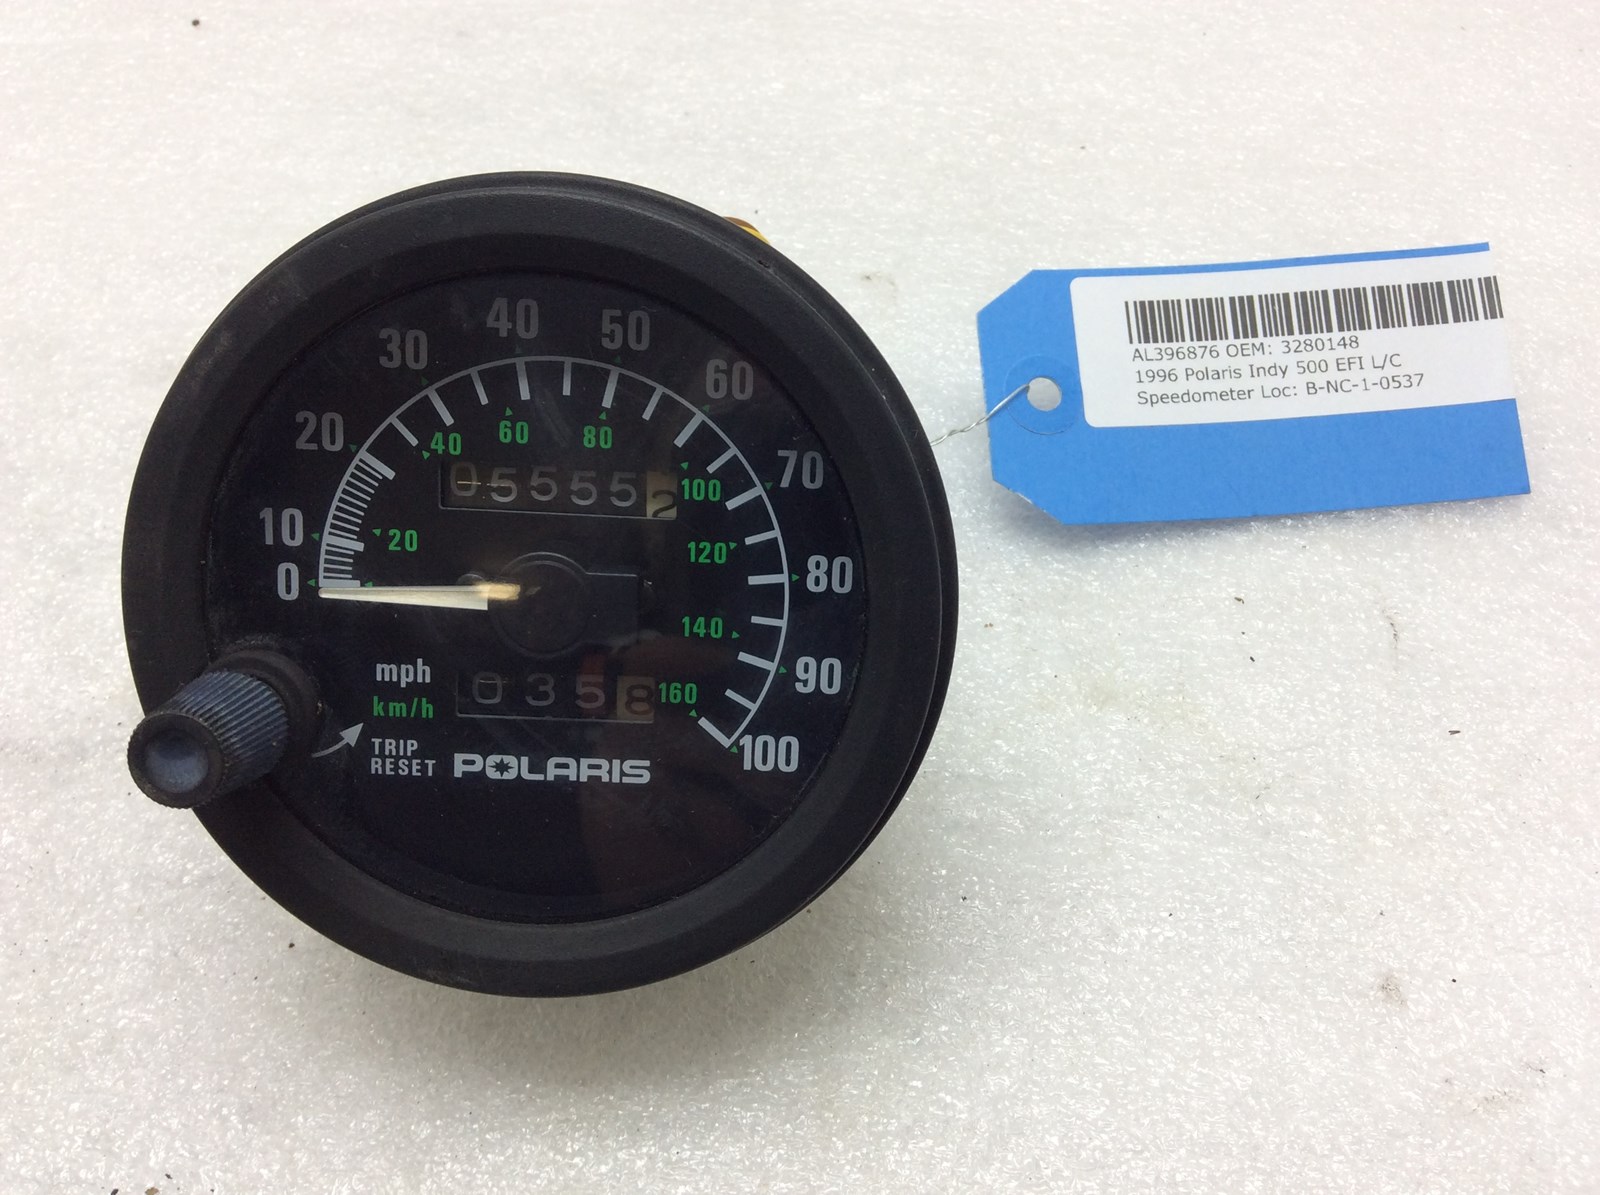 0
10
20
30
40
50
60
70
80
90
100
20
40
60
80
100
120
140
160
055552
0358
mph
km/h
TRIP
RESET
POLARIS
AL396876 OEM: 3280148
1996 Polaris Indy 500 EFI L/C
Speedometer Loc: B-NC-1-0537